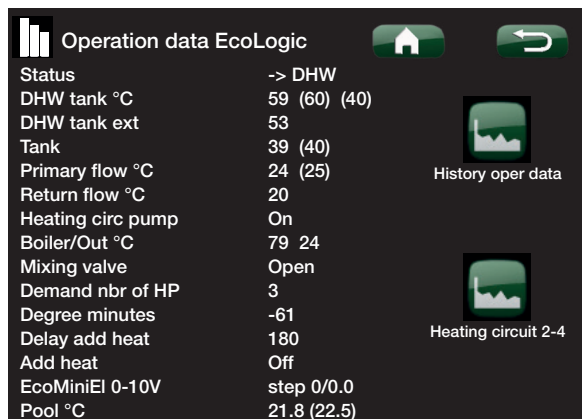 Operation data EcoLogic
Status -> DHW
DHW tank °C 59 (60) (40)
DHW tank ext 53
Tank 39 (40)
Primary flow °C 24 (25)
Return flow °C 20
Heating circ pump On
Boiler/Out °C 79 24
Mixing valve Open
Demand nbr of HP 3
Degree minutes -61
Delay add heat 180
Add heat Off
EcoMiniEl 0-10V step 0/0.0
Pool °C 21.8 (22.5)
History oper data
Heating circuit 2-4